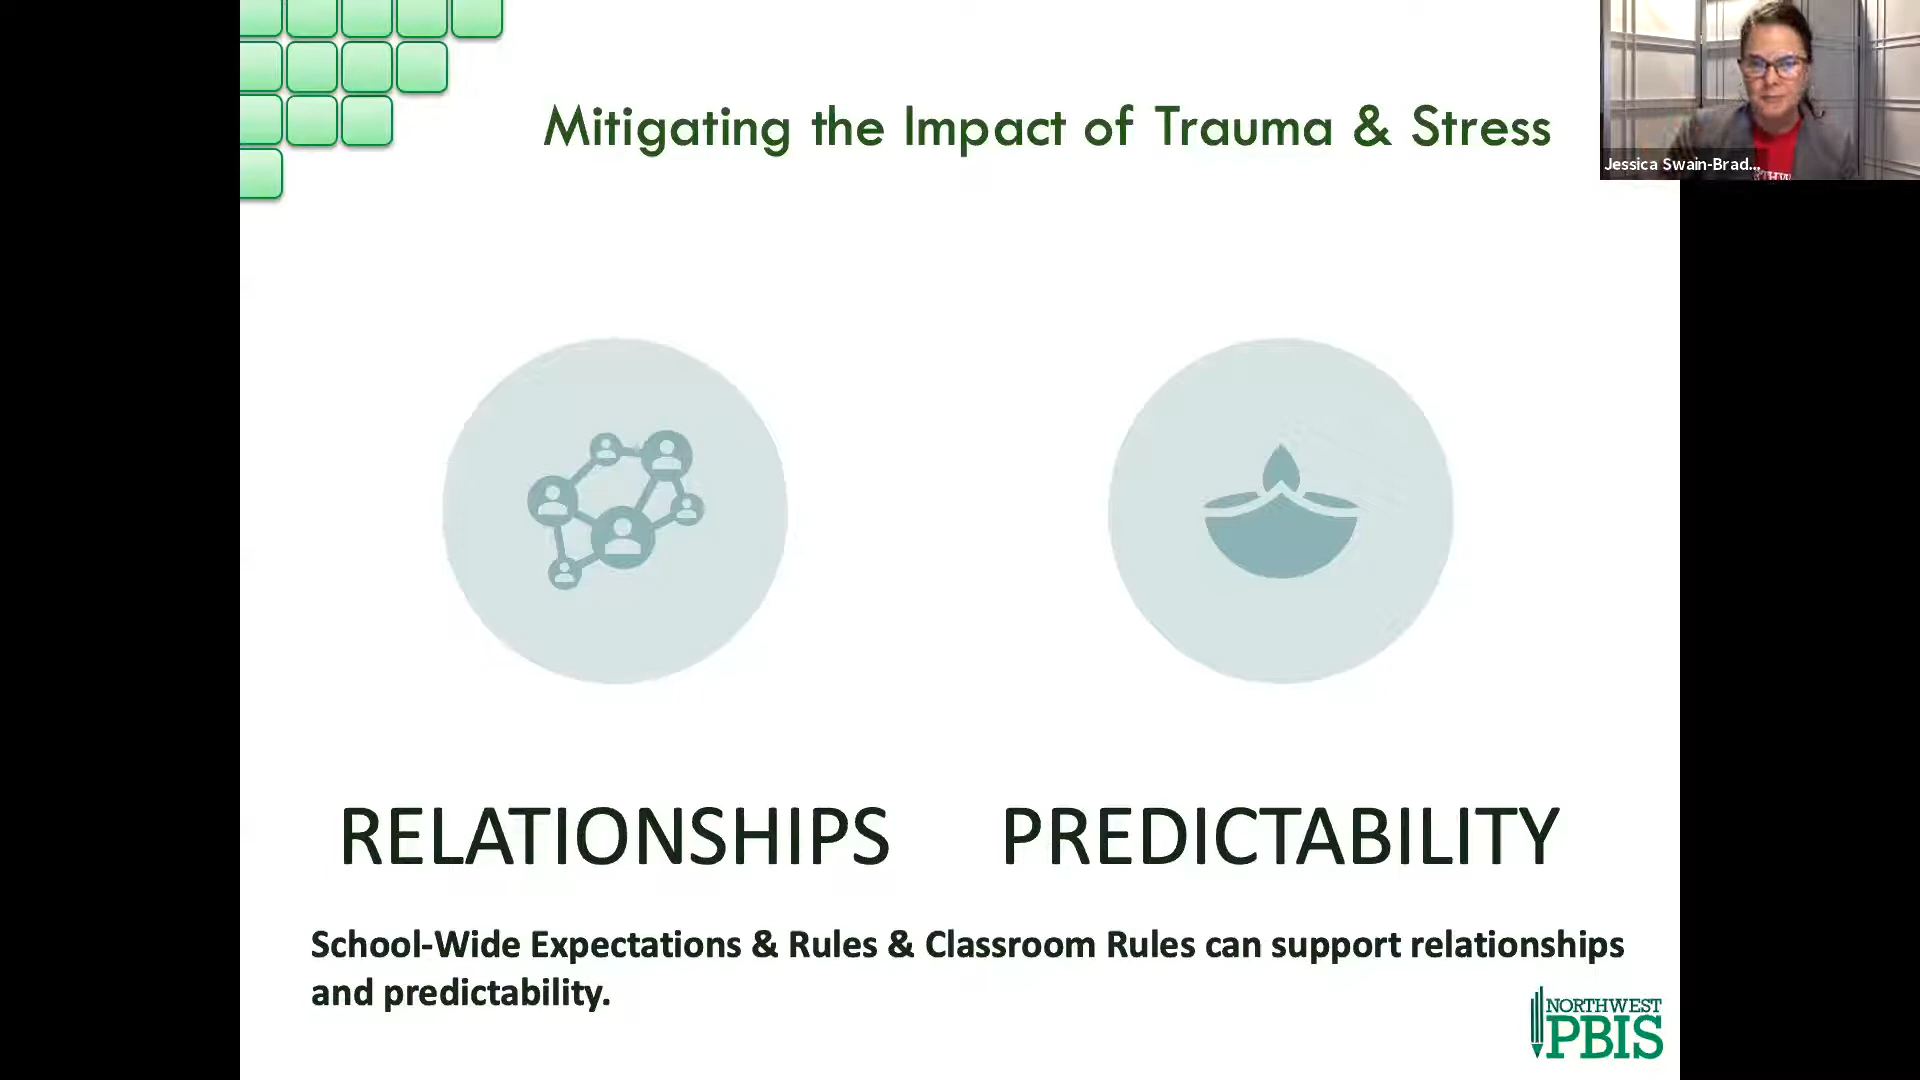 Mitigating the Impact of Trauma & Stress
Jessica Swain-Brad...
RELATIONSHIPS
PREDICTABILITY
School-Wide Expectations & Rules & Classroom Rules can support relationships
and predictability.
NORTHWEST
PBIS